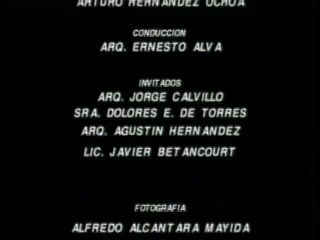 ARTURO HERNANDEZ OCHOA
CONDUCCION
ARQ. ERNESTO ALVA
INVITADOS
ARQ. JORGE CALVILLO
SRA. DOLORES E. DE TORRES
ARQ. AGUSTIN HERNANDEZ
LIC. JAVIER BETANCOURT
FOTOGRAFIA
ALFREDO ALCANTARA MAYIDA